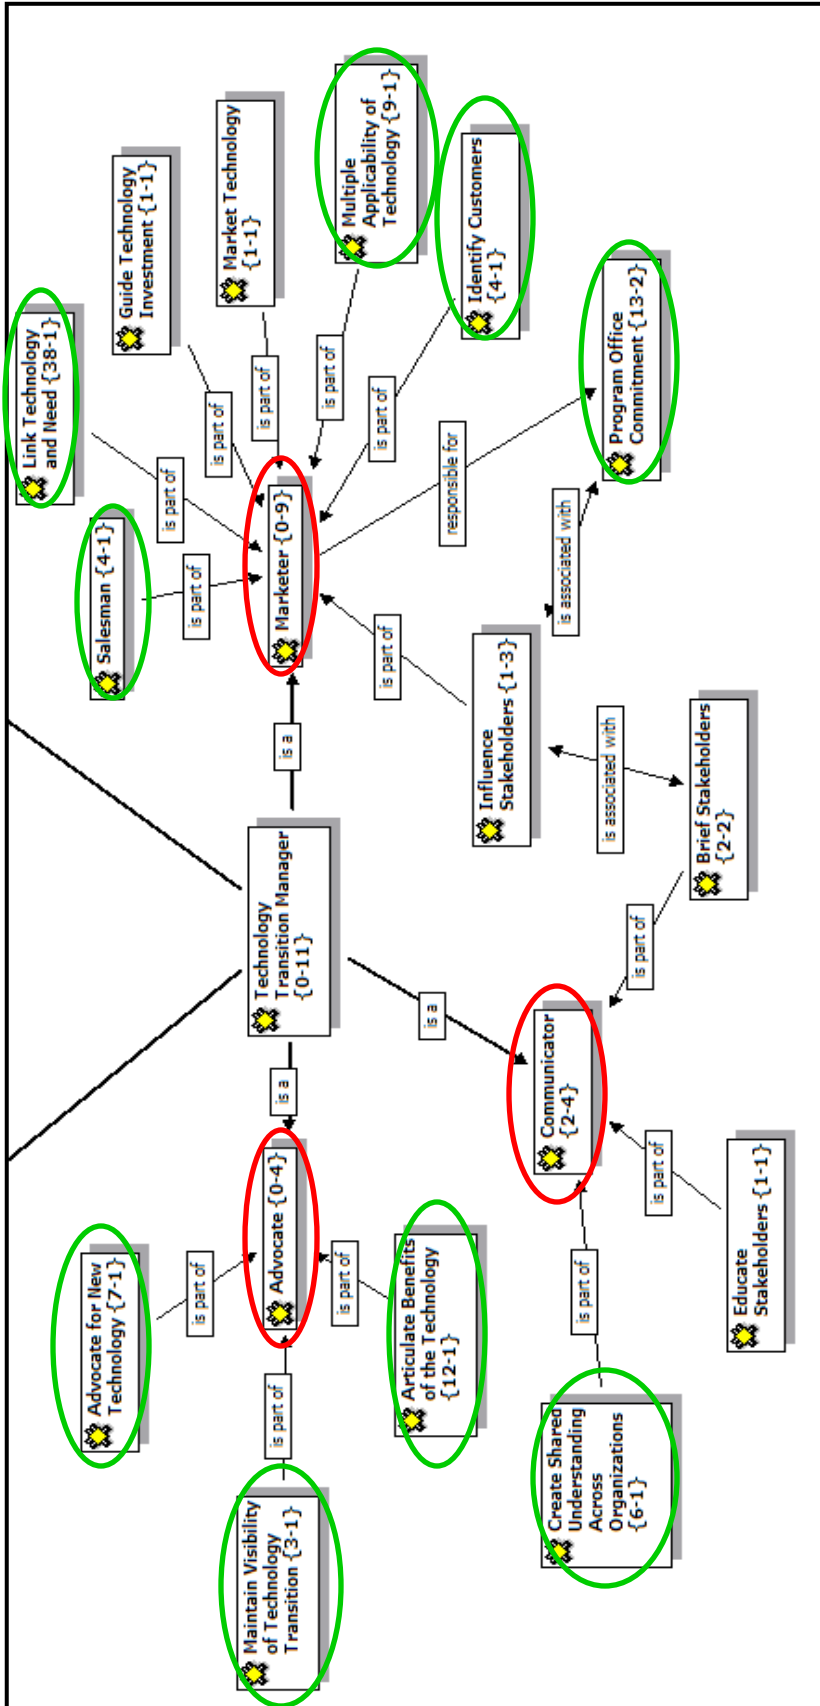 Maintain Visibility
of Technology
Transition {3-1}
is part of
Advocate for New
Technology {7-1}
is part of
Advocate {0-4}
is part of
Articulate Benefits
of the Technology
{12-1}
is a
Technology
Transition Manager
{0-11}
is a
is a
Salesman {4-1}
is part of
Link Technology
and Need {38-1}
is part of
Guide Technology
Investment {1-1}
is part of
Market Technology
{1-1}
is part of
Multiple
Applicability of
Technology {9-1}
is part of
Identify Customers
{4-1}
is part of
Marketer {0-9}
responsible for
Program Office
Commitment {13-2}
is part of
Influence
Stakeholders {1-3}
is associated with
is associated with
Brief Stakeholders
{2-2}
is part of
Communicator
{2-4}
is part of
Create Shared
Understanding
Across
Organizations
{6-1}
is part of
Educate
Stakeholders {1-1}